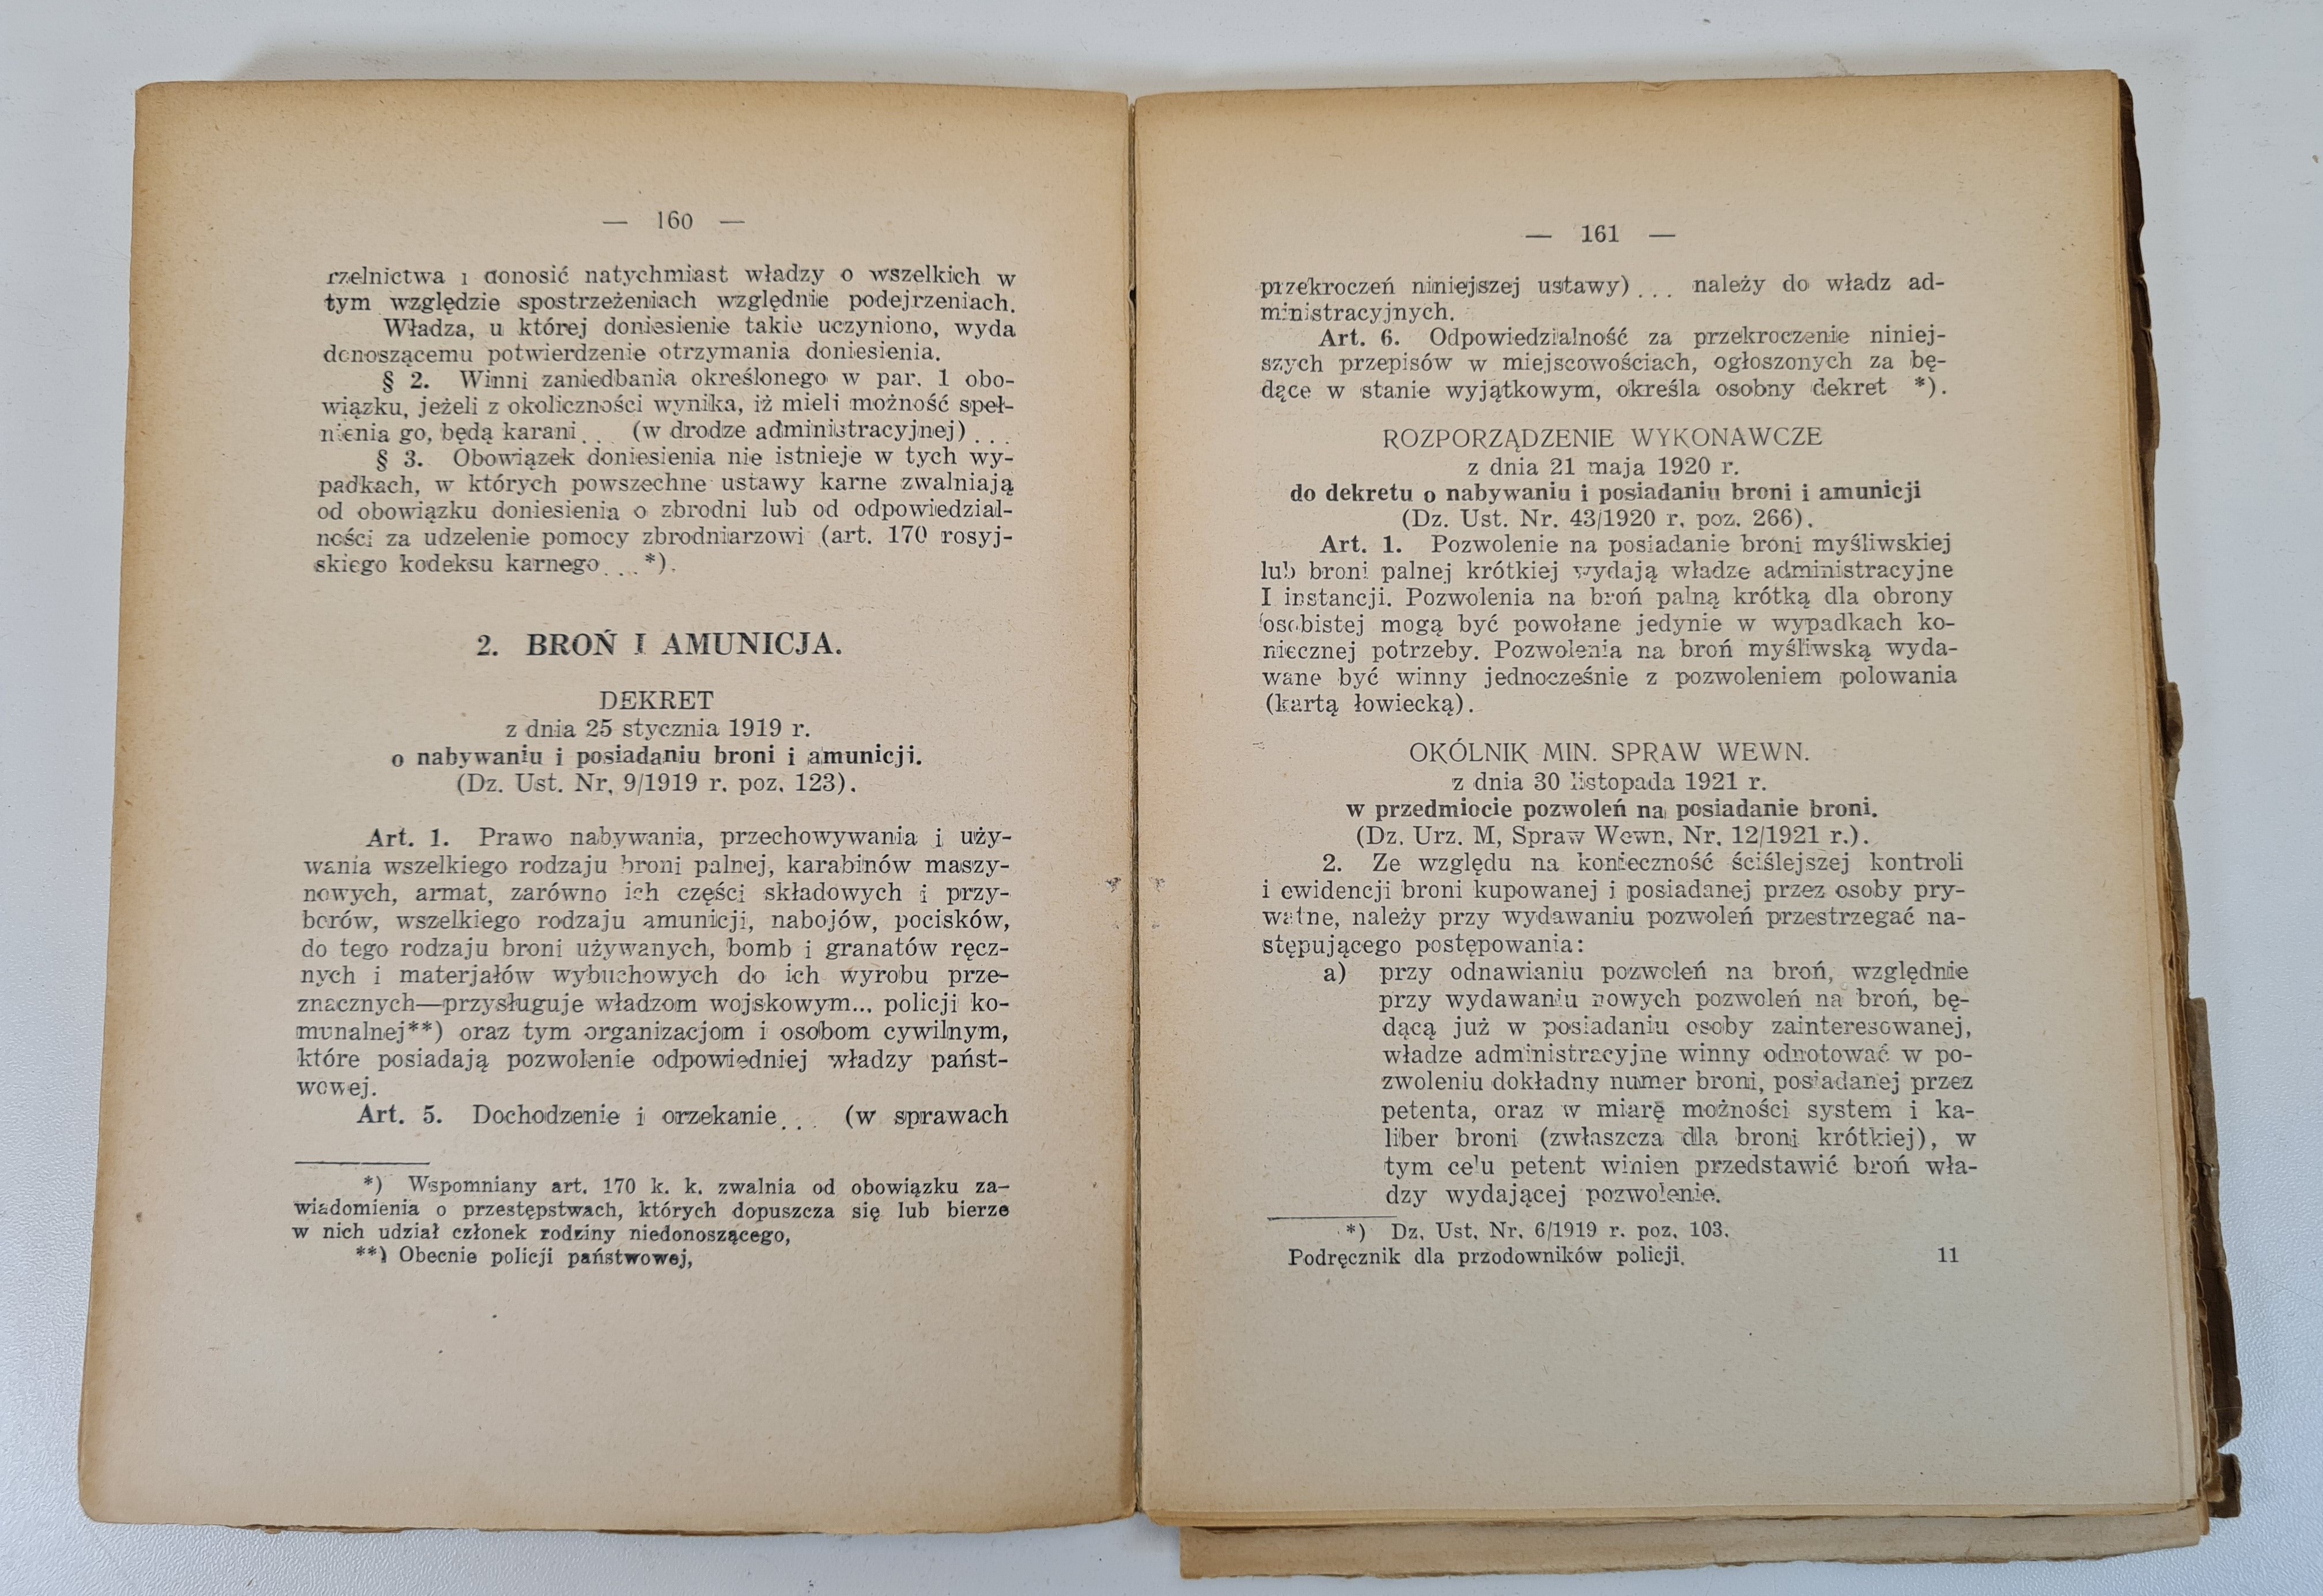 — 160 —
rzelnictwa i donosić natychmiast władzy o wszelkich w
tym względzie spostrzeżeniach względnie podejrzeniach.
Władza, u której doniesienie takie uczyniono, wyda
donoszącemu potwierdzenie otrzymania doniesienia.
§ 2. Winni zaniedbania określonego w par. 1 obo-
wiązku, jeżeli z okoliczności wynika, iż mieli możność speł-
nienia go, będą karani . . (w drodze administracyjnej) . . .
§ 3. Obowiązek doniesienia nie istnieje w tych wy-
padkach, w których powszechne ustawy karne zwalniają
od obowiązku doniesienia o zbrodni lub od odpowiedzial-
ności za udzelenie pomocy zbrodniarzowi (art. 170 rosyj-
skiego kodeksu karnego . . . *).
2. BROŃ I AMUNICJA.
DEKRET
z dnia 25 stycznia 1919 r.
o nabywaniu i posiadaniu broni i amunicji.
(Dz. Ust. Nr. 9/1919 r. poz. 123).
Art. 1. Prawo nabywania, przechowywania i uży-
wania wszelkiego rodzaju broni palnej, karabinów maszy-
nowych, armat, zarówno ich części składowych i przy-
borów, wszelkiego rodzaju amunicji, nabojów, pocisków,
do tego rodzaju broni używanych, bomb i granatów ręcz-
nych i materjałów wybuchowych do ich wyrobu prze-
znacznych—przysługuje władzom wojskowym... policji ko-
munalnej**) oraz tym organizacjom i osobom cywilnym,
które posiadają pozwolenie odpowiedniej władzy państ-
wowej.
Art. 5. Dochodzenie i orzekanie . . . (w sprawach
*) Wspomniany art. 170 k. k. zwalnia od obowiązku za-
wiadomienia o przestępstwach, których dopuszcza się lub bierze
w nich udział członek rodziny niedonoszącego,
**) Obecnie policji państwowej,
— 161 —
przekroczeń niniejszej ustawy) . . . należy do władz ad-
ministracyjnych.
Art. 6. Odpowiedzialność za przekroczenie niniej-
szych przepisów w miejscowościach, ogłoszonych za bę-
dące w stanie wyjątkowym, określa osobny dekret *).
ROZPORZĄDZENIE WYKONAWCZE
z dnia 21 maja 1920 r.
do dekretu o nabywaniu i posiadaniu broni i amunicji
(Dz. Ust. Nr. 43/1920 r. poz. 266).
Art. 1. Pozwolenie na posiadanie broni myśliwskiej
lub broni palnej krótkiej wydają władze administracyjne
I instancji. Pozwolenia na broń palną krótką dla obrony
osobistej mogą być powołane jedynie w wypadkach ko-
niecznej potrzeby. Pozwolenia na broń myśliwską wyda-
wane być winny jednocześnie z pozwoleniem polowania
(kartą łowiecką).
OKÓLNIK MIN. SPRAW WEWN.
z dnia 30 listopada 1921 r.
w przedmiocie pozwoleń na posiadanie broni.
(Dz. Urz. M, Spraw Wewn, Nr. 12/1921 r.).
2. Ze względu na konieczność ściślejszej kontroli
i ewidencji broni kupowanej i posiadanej przez osoby pry-
watne, należy przy wydawaniu pozwoleń przestrzegać na-
stępującego postępowania:
a) przy odnawianiu pozwoleń na broń, względnie
przy wydawaniu nowych pozwoleń na broń, bę-
dącą już w posiadaniu osoby zainteresowanej,
władze administracyjne winny odnotować w po-
zwoleniu dokładny numer broni, posiadanej przez
petenta, oraz w miarę możności system i ka-
liber broni (zwłaszcza dla broni krótkiej), w
tym celu petent winien przedstawić broń wła-
dzy wydającej pozwolenie.
*) Dz. Ust, Nr. 6/1919 r. poz, 103.
Podręcznik dla przodowników policji. 11